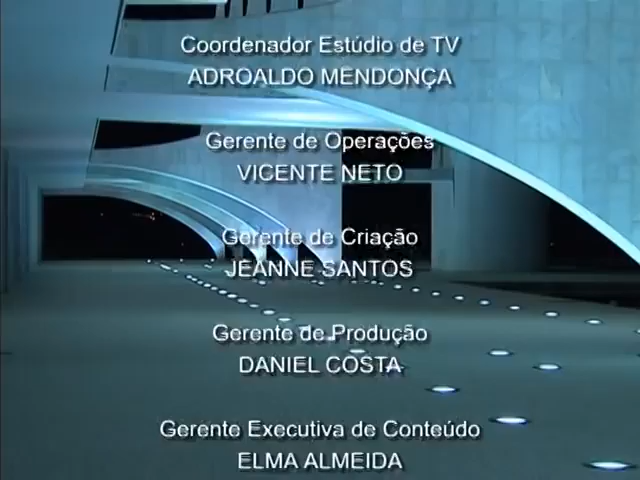 Coordenador Estúdio de TV
ADROALDO MENDONÇA
Gerente de Operações
VICENTE NETO
Gerente de Criação
JEANNE SANTOS
Gerente de Produção
DANIEL COSTA
Gerente Executiva de Conteúdo
ELMA ALMEIDA